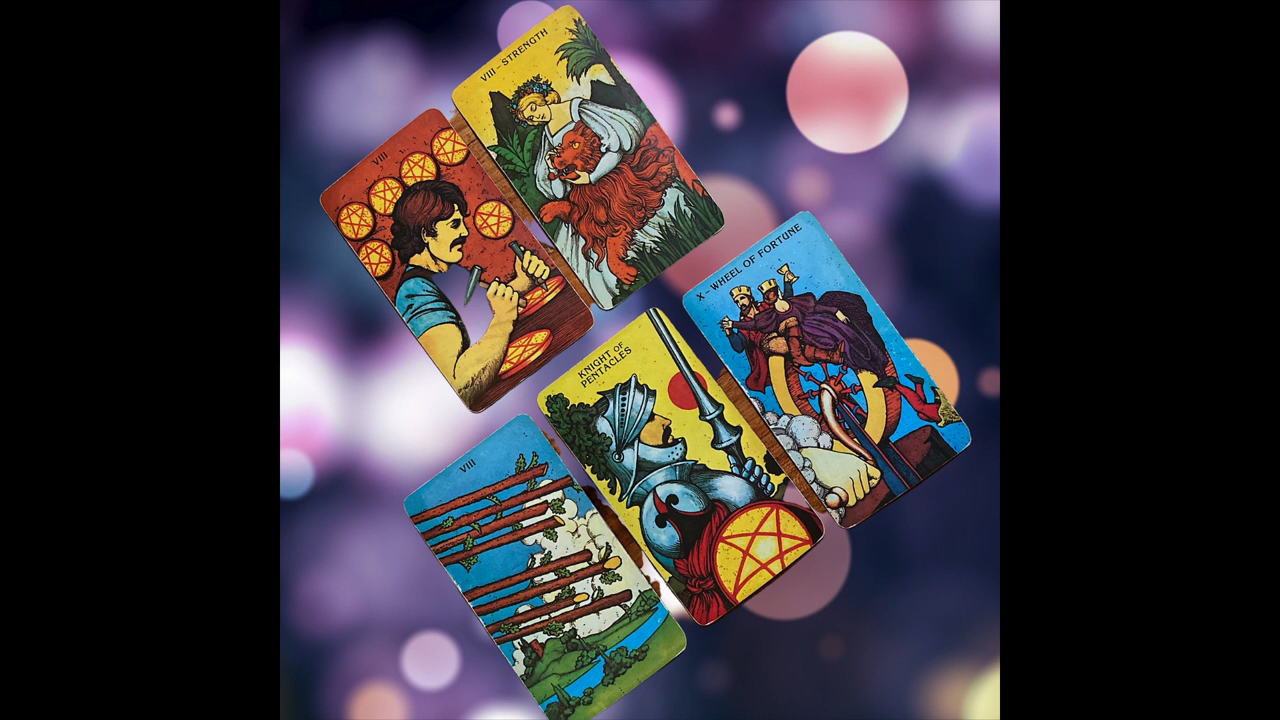 VIII - STRENGTH
VIII
X - WHEEL OF FORTUNE
KNIGHT OF
PENTACLES
VIII